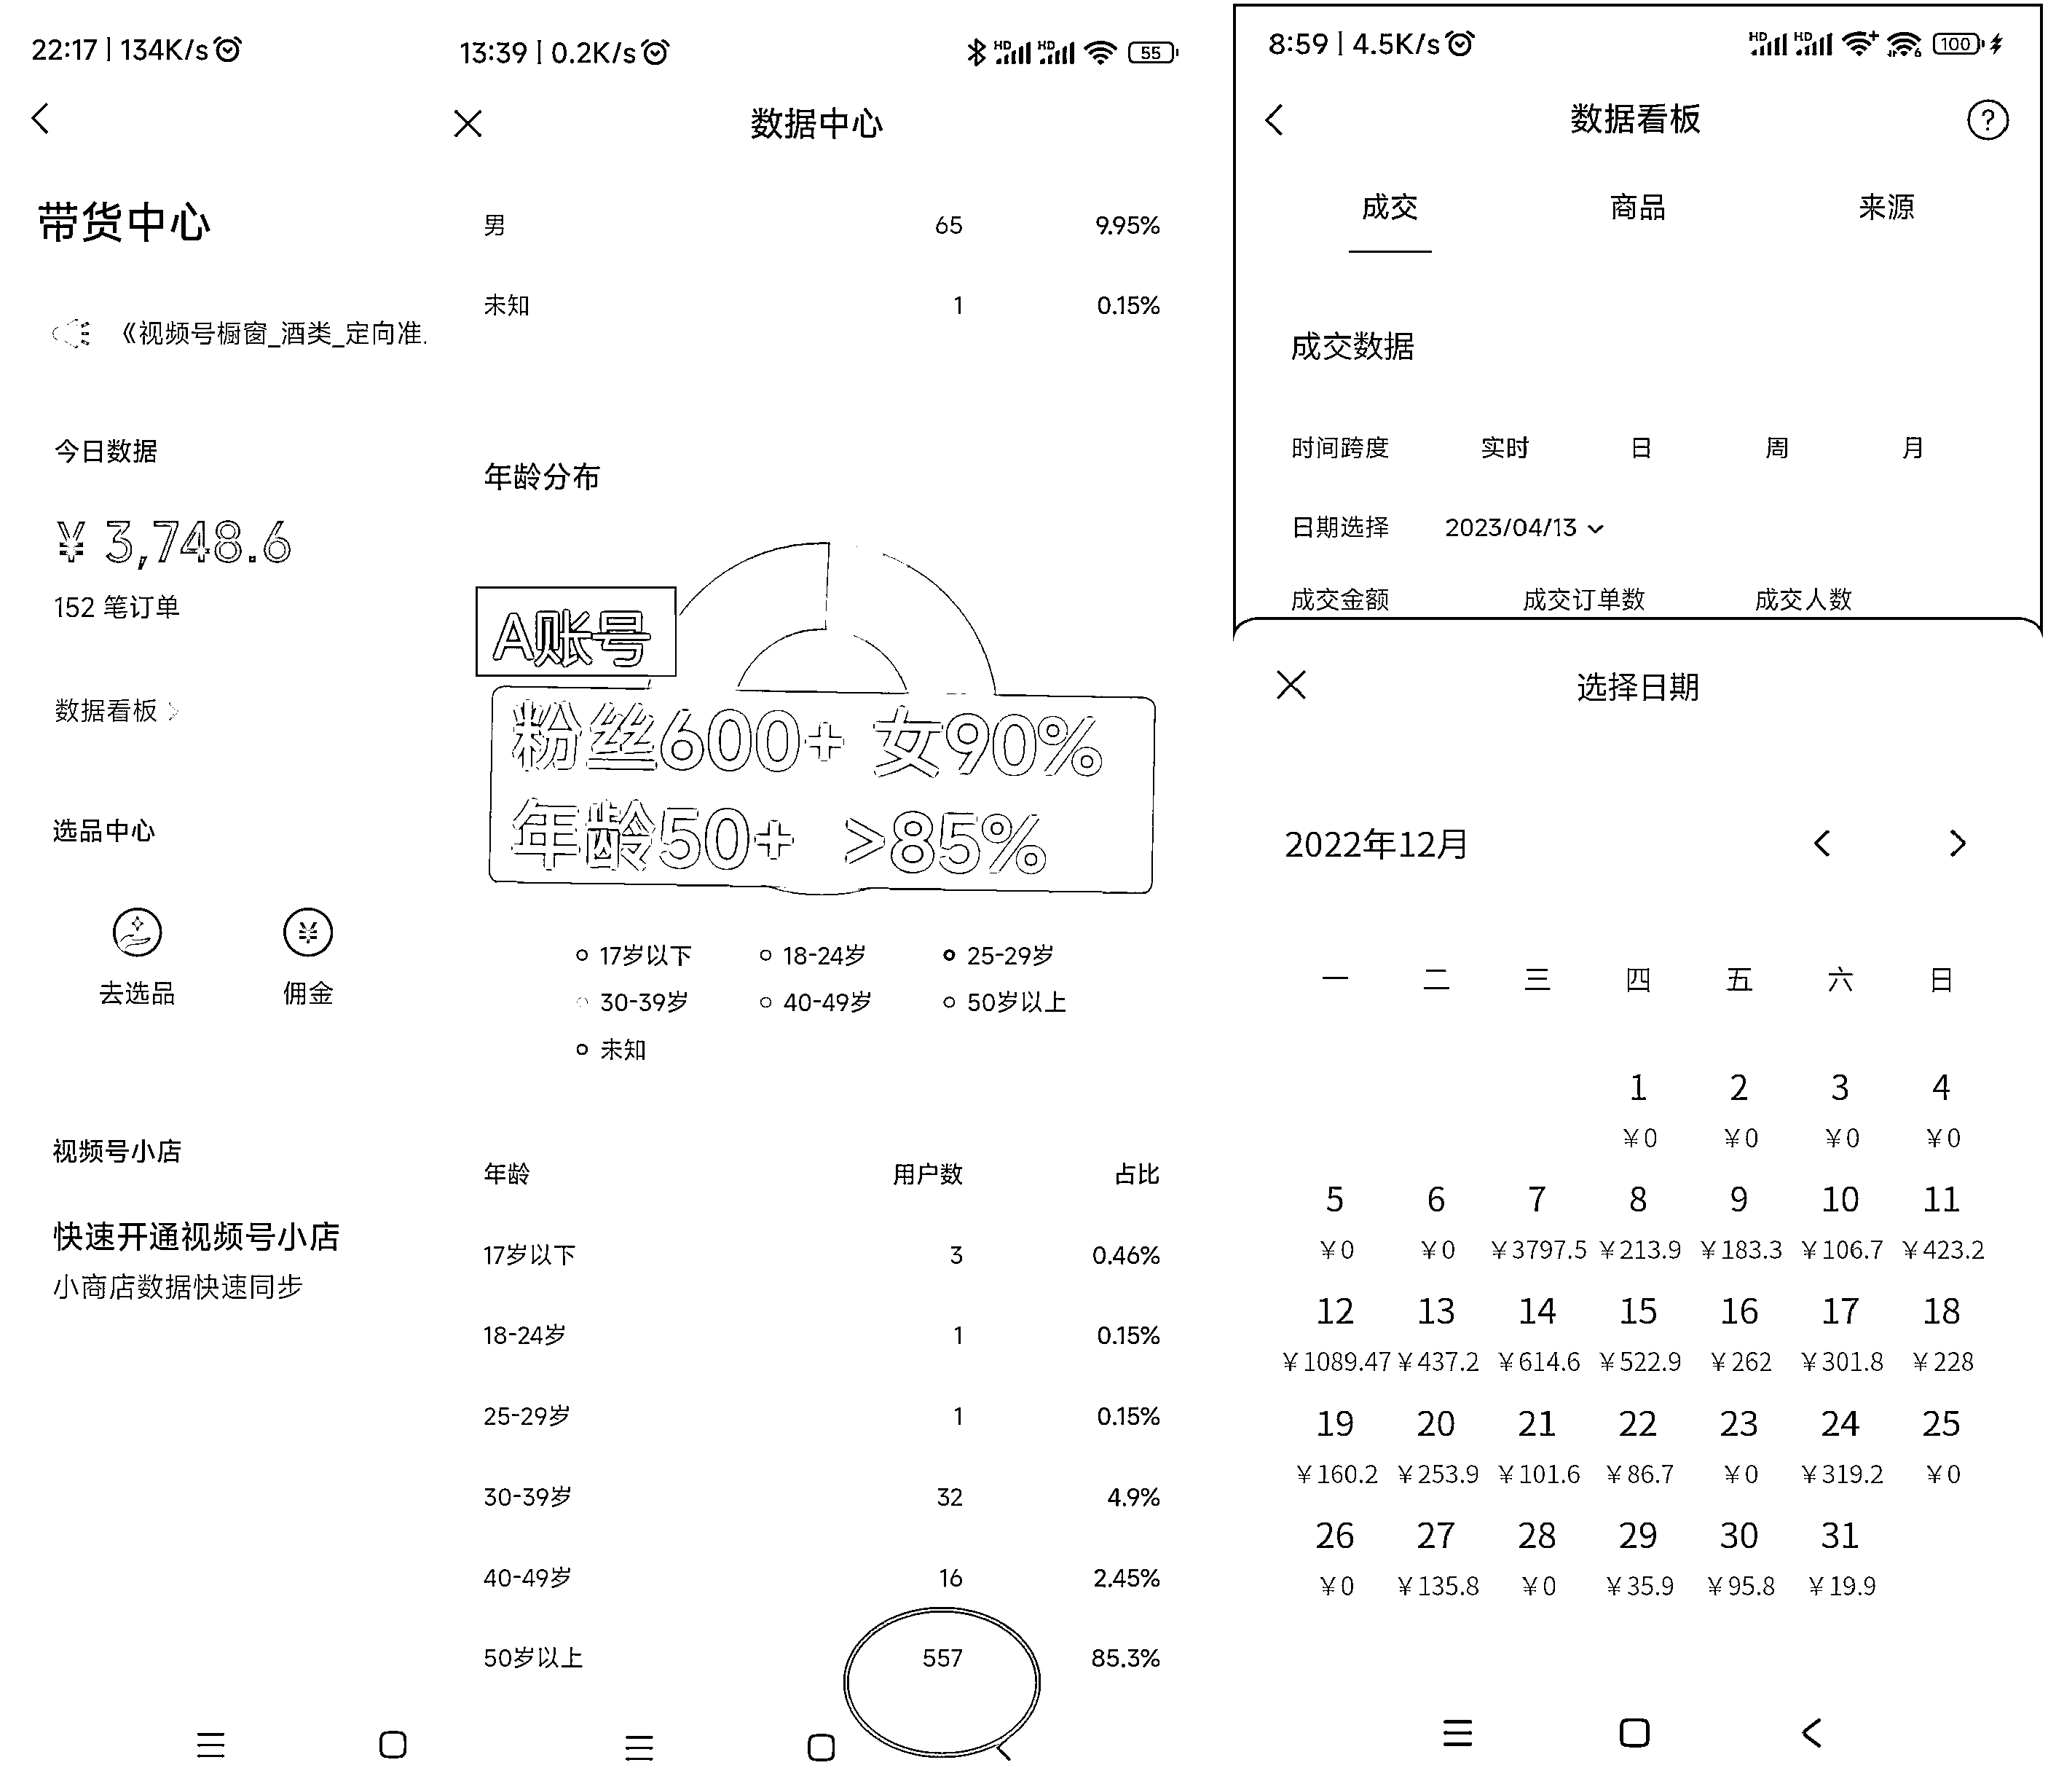 22:17 | 134K/s
带货中心
《视频号橱窗_酒类_定向准
今日数据
¥ 3,748.6
152 笔订单
数据看板 >
选品中心
去选品 佣金
视频号小店
快速开通视频号小店
小商店数据快速同步
13:39 | 0.2K/s HD HD 55
数据中心
男 65 9.95%
未知 1 0.15%
年龄分布
A账号
粉丝600+ 女90%
年龄50+ >85%
17岁以下 18-24岁 25-29岁
30-39岁 40-49岁 50岁以上
未知
年龄 用户数 占比
17岁以下 3 0.46%
18-24岁 1 0.15%
25-29岁 1 0.15%
30-39岁 32 4.9%
40-49岁 16 2.45%
50岁以上 557 85.3%
8:59 | 4.5K/s HD HD 6 100
数据看板 ?
成交 商品 来源
成交数据
时间跨度 实时 日 周 月
日期选择 2023/04/13
成交金额 成交订单数 成交人数
选择日期
2022年12月 < >
一 二 三 四 五 六 日
1 2 3 4
¥0 ¥0 ¥0 ¥0
5 6 7 8 9 10 11
¥0 ¥0 ¥3797.5 ¥213.9 ¥183.3 ¥106.7 ¥423.2
12 13 14 15 16 17 18
¥1089.47 ¥437.2 ¥614.6 ¥522.9 ¥262 ¥301.8 ¥228
19 20 21 22 23 24 25
¥160.2 ¥253.9 ¥101.6 ¥86.7 ¥0 ¥319.2 ¥0
26 27 28 29 30 31
¥0 ¥135.8 ¥0 ¥35.9 ¥95.8 ¥19.9